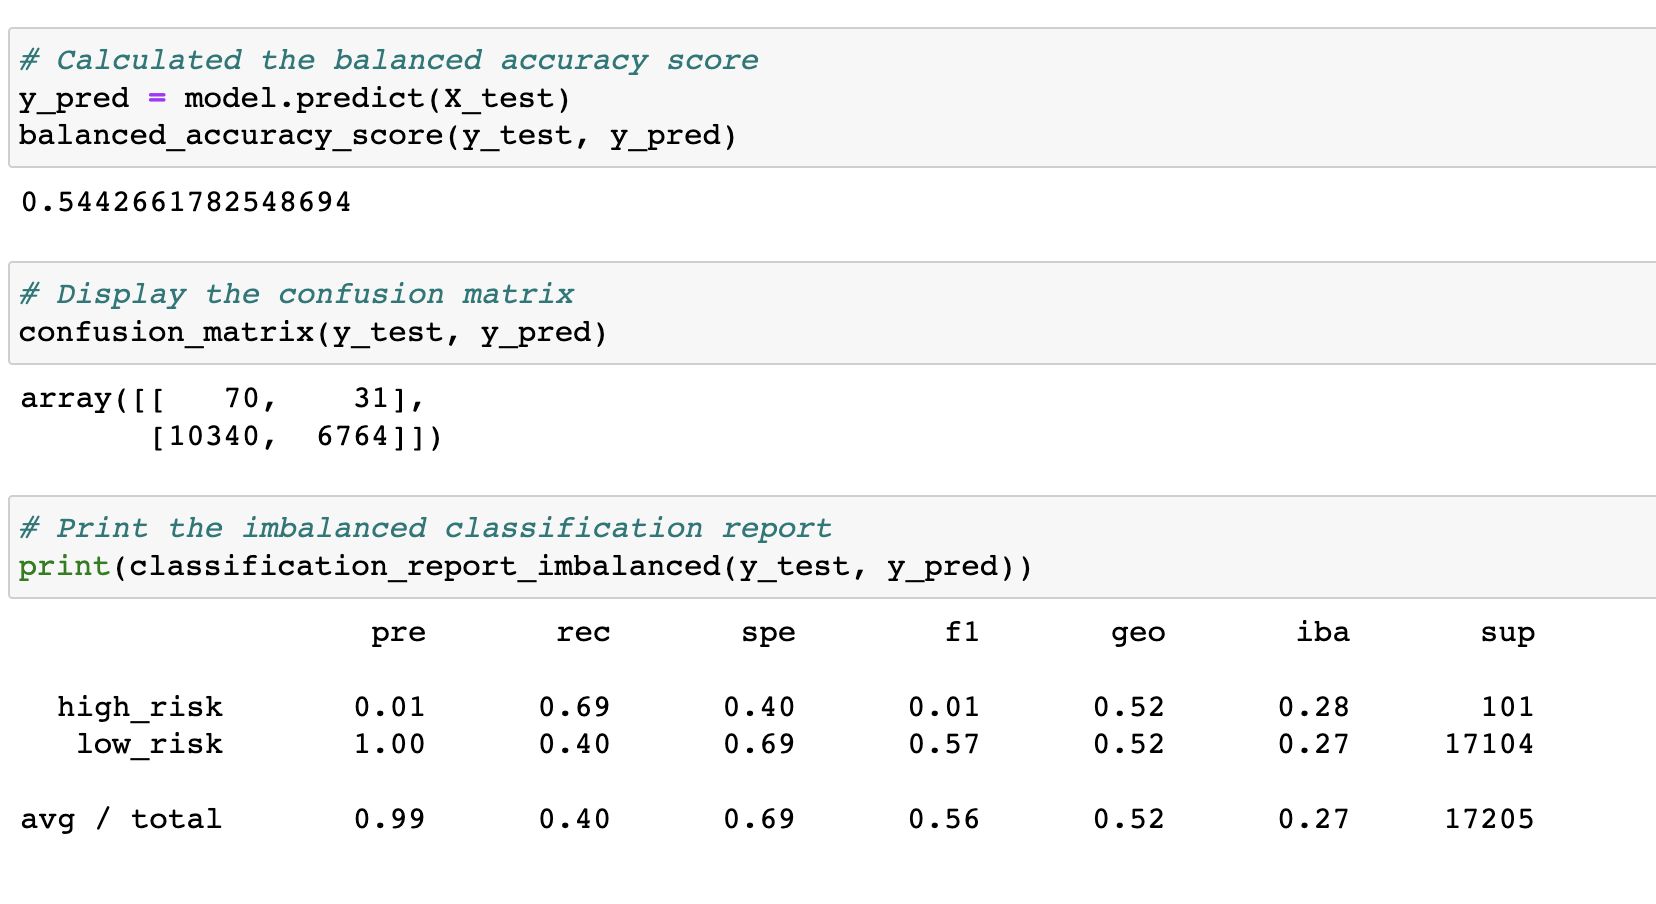 # Calculated the balanced accuracy score
y_pred = model.predict(X_test)
balanced_accuracy_score(y_test, y_pred)
0.5442661782548694
# Display the confusion matrix
confusion_matrix(y_test, y_pred)
array([[   70,    31],
       [10340,  6764]])
# Print the imbalanced classification report
print(classification_report_imbalanced(y_test, y_pred))
pre rec spe f1 geo iba sup
high_risk 0.01 0.69 0.40 0.01 0.52 0.28 101
low_risk 1.00 0.40 0.69 0.57 0.52 0.27 17104
avg / total 0.99 0.40 0.69 0.56 0.52 0.27 17205